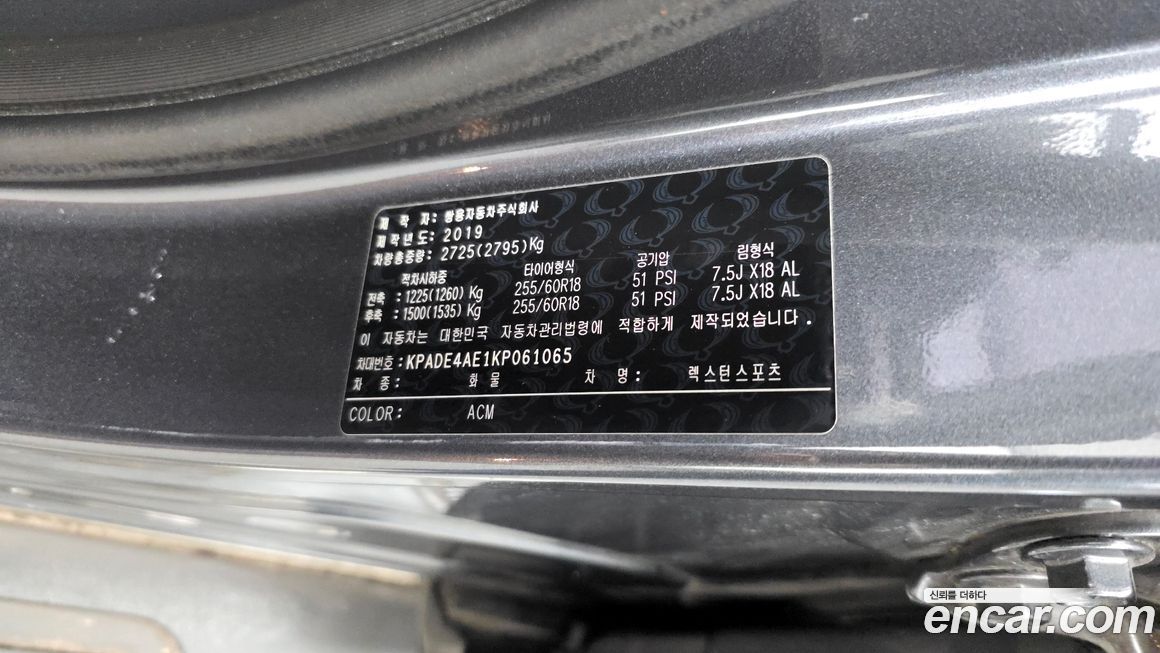 제 작 자: 쌍용자동차주식회사
제작년도: 2019
차량총중량: 2725(2795)Kg
적차시하중 타이어형식 공기압 림형식
전축: 1225(1260) Kg 255/60R18 51 PSI 7.5J X18 AL
후축: 1500(1535) Kg 255/60R18 51 PSI 7.5J X18 AL
이 자동차는 대한민국 자동차관리법령에 적합하게 제작되었습니다.
차대번호: KPADE4AE1KP061065
차 종: 화 물 차 명: 렉스턴스포츠
COLOR: ACM
신뢰를 더하다
encar.com